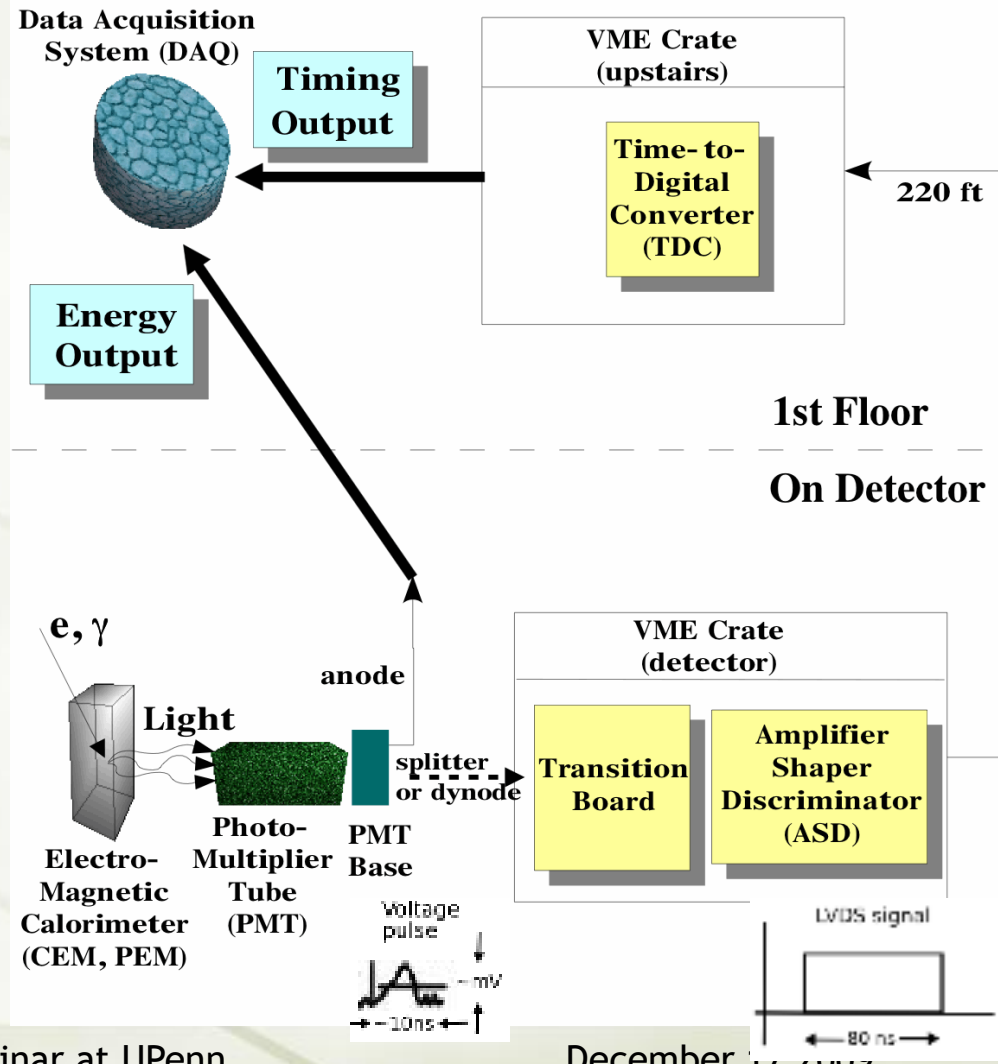 Data Acquisition
System (DAQ)
Timing
Output
VME Crate
(upstairs)
Time-to-
Digital
Converter
(TDC)
220 ft
Energy
Output
1st Floor
On Detector
e, γ
Light
anode
splitter
or dynode
VME Crate
(detector)
Transition
Board
Amplifier
Shaper
Discriminator
(ASD)
Electro-
Magnetic
Calorimeter
(CEM, PEM)
Photo-
Multiplier
Tube
(PMT)
PMT
Base
Voltage
pulse
~mV
~10ns
LVDS signal
80 ns
inar at UPenn
December 2009